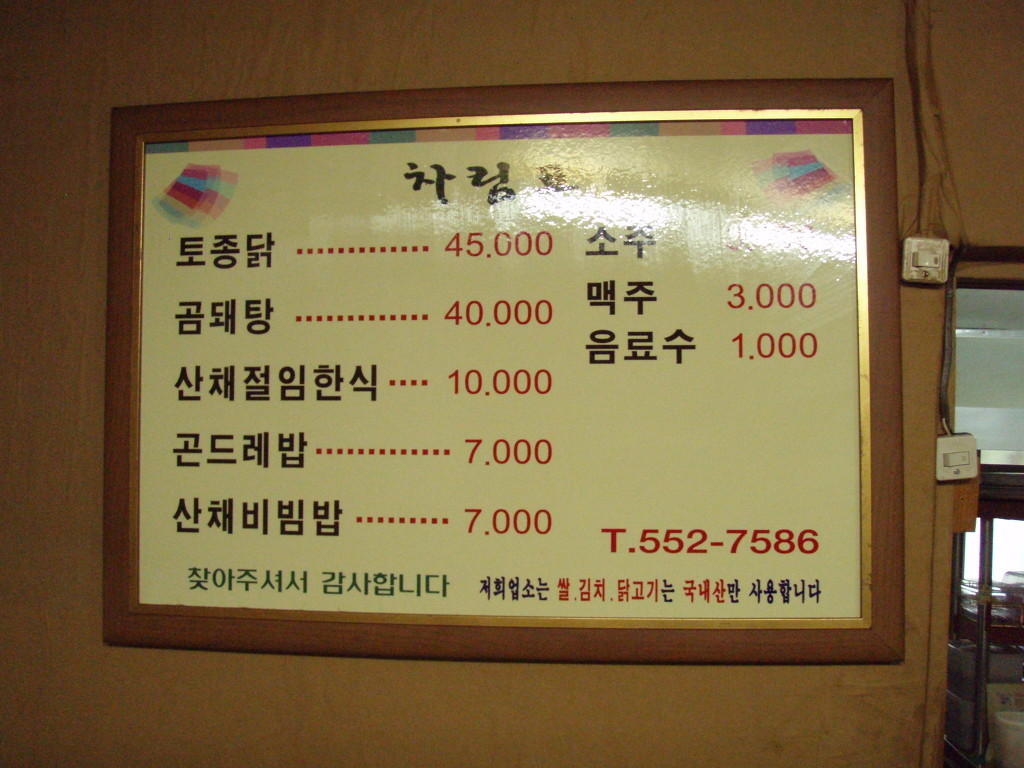 차림
토종닭 ············· 45.000
곰돼탕 ············· 40.000
산채절임한식 ···· 10.000
곤드레밥 ············· 7.000
산채비빔밥 ········· 7.000
소주
맥주 3.000
음료수 1.000
T.552-7586
찾아주셔서 감사합니다
저희업소는 쌀.김치.닭고기는 국내산만 사용합니다